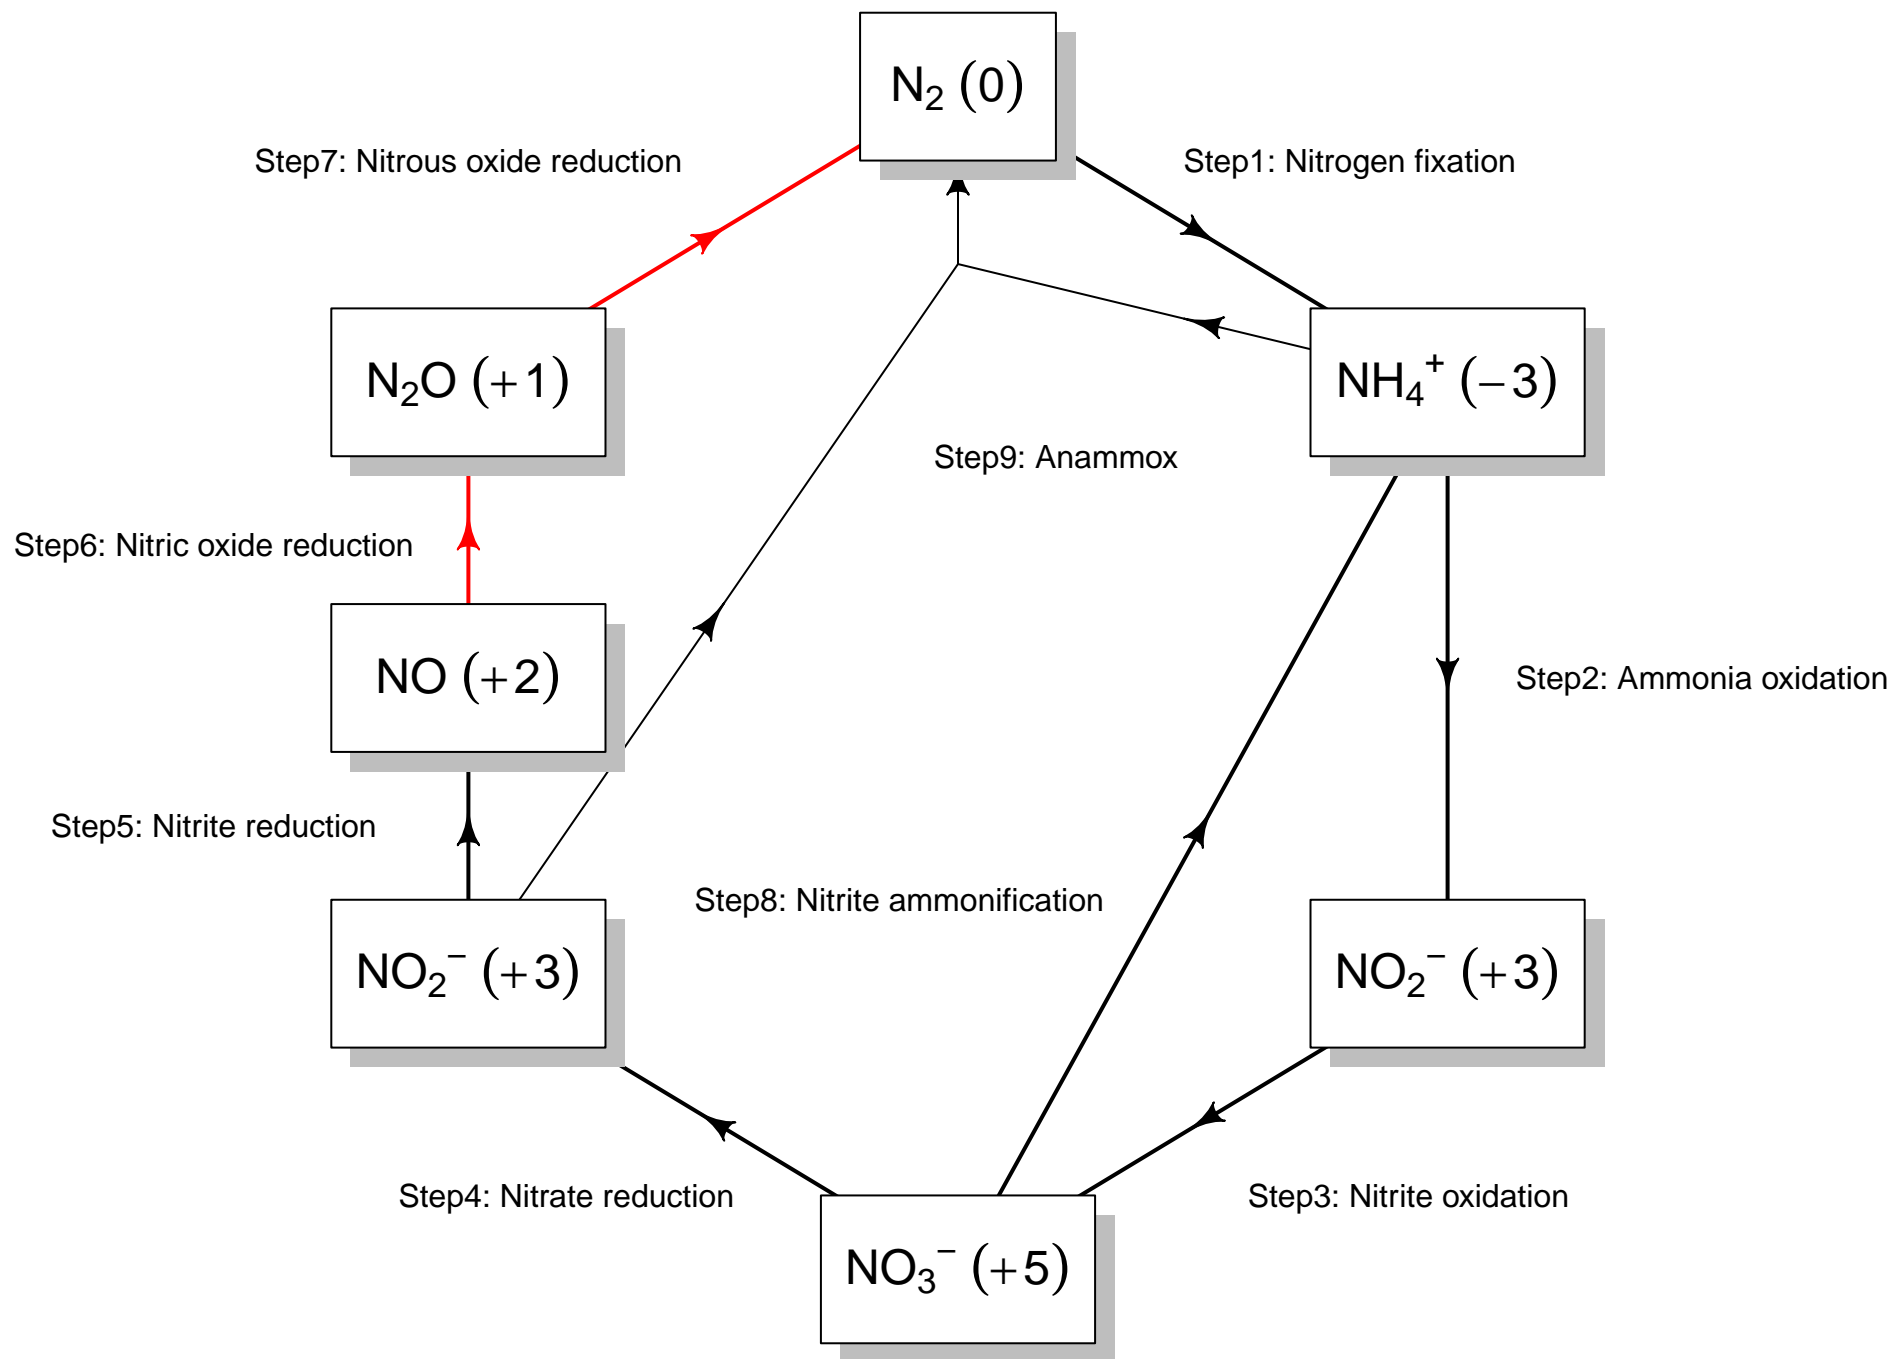 N₂ (0)
Step7: Nitrous oxide reduction
Step1: Nitrogen fixation
N₂O (+1)
NH₄⁺ (−3)
Step9: Anammox
Step6: Nitric oxide reduction
NO (+2)
Step2: Ammonia oxidation
Step5: Nitrite reduction
Step8: Nitrite ammonification
NO₂⁻ (+3)
NO₂⁻ (+3)
Step4: Nitrate reduction
Step3: Nitrite oxidation
NO₃⁻ (+5)